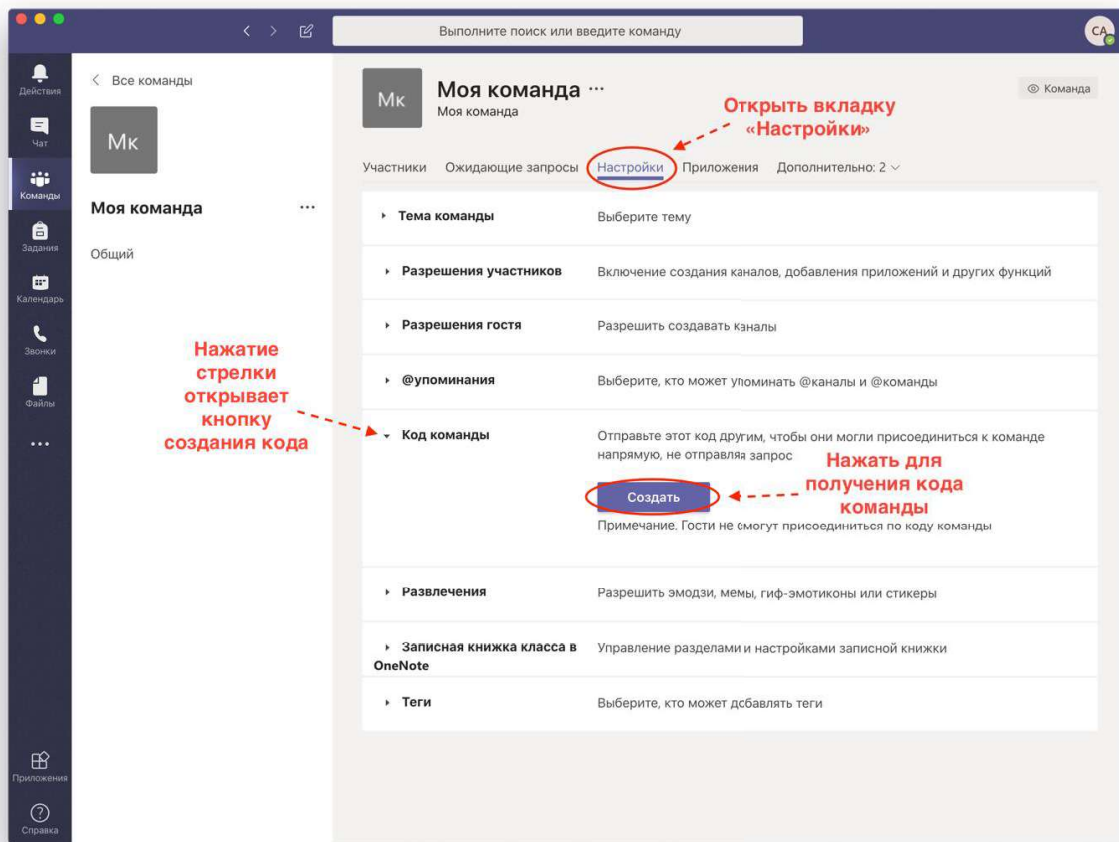 Выполните поиск или введите команду
CA
Действия
Чат
Команды
Задания
Календарь
Звонки
Файлы
Приложения
Справка
Все команды
Мк
Моя команда
Общий
Мк
Моя команда
Моя команда
Команда
Открыть вкладку
«Настройки»
Участники Ожидающие запросы Настройки Приложения Дополнительно: 2
Тема команды Выберите тему
Разрешения участников Включение создания каналов, добавления приложений и других функций
Разрешения гостя Разрешить создавать каналы
@упоминания Выберите, кто может упоминать @каналы и @команды
Нажатие
стрелки
открывает
кнопку
создания кода
Код команды Отправьте этот код другим, чтобы они могли присоединиться к команде
напрямую, не отправляя запрос
Нажать для
получения кода
команды
Создать
Примечание. Гости не смогут присоединиться по коду команды
Развлечения Разрешить эмодзи, мемы, гиф-эмотиконы или стикеры
Записная книжка класса в Управление разделами и настройками записной книжки
OneNote
Теги Выберите, кто может добавлять теги